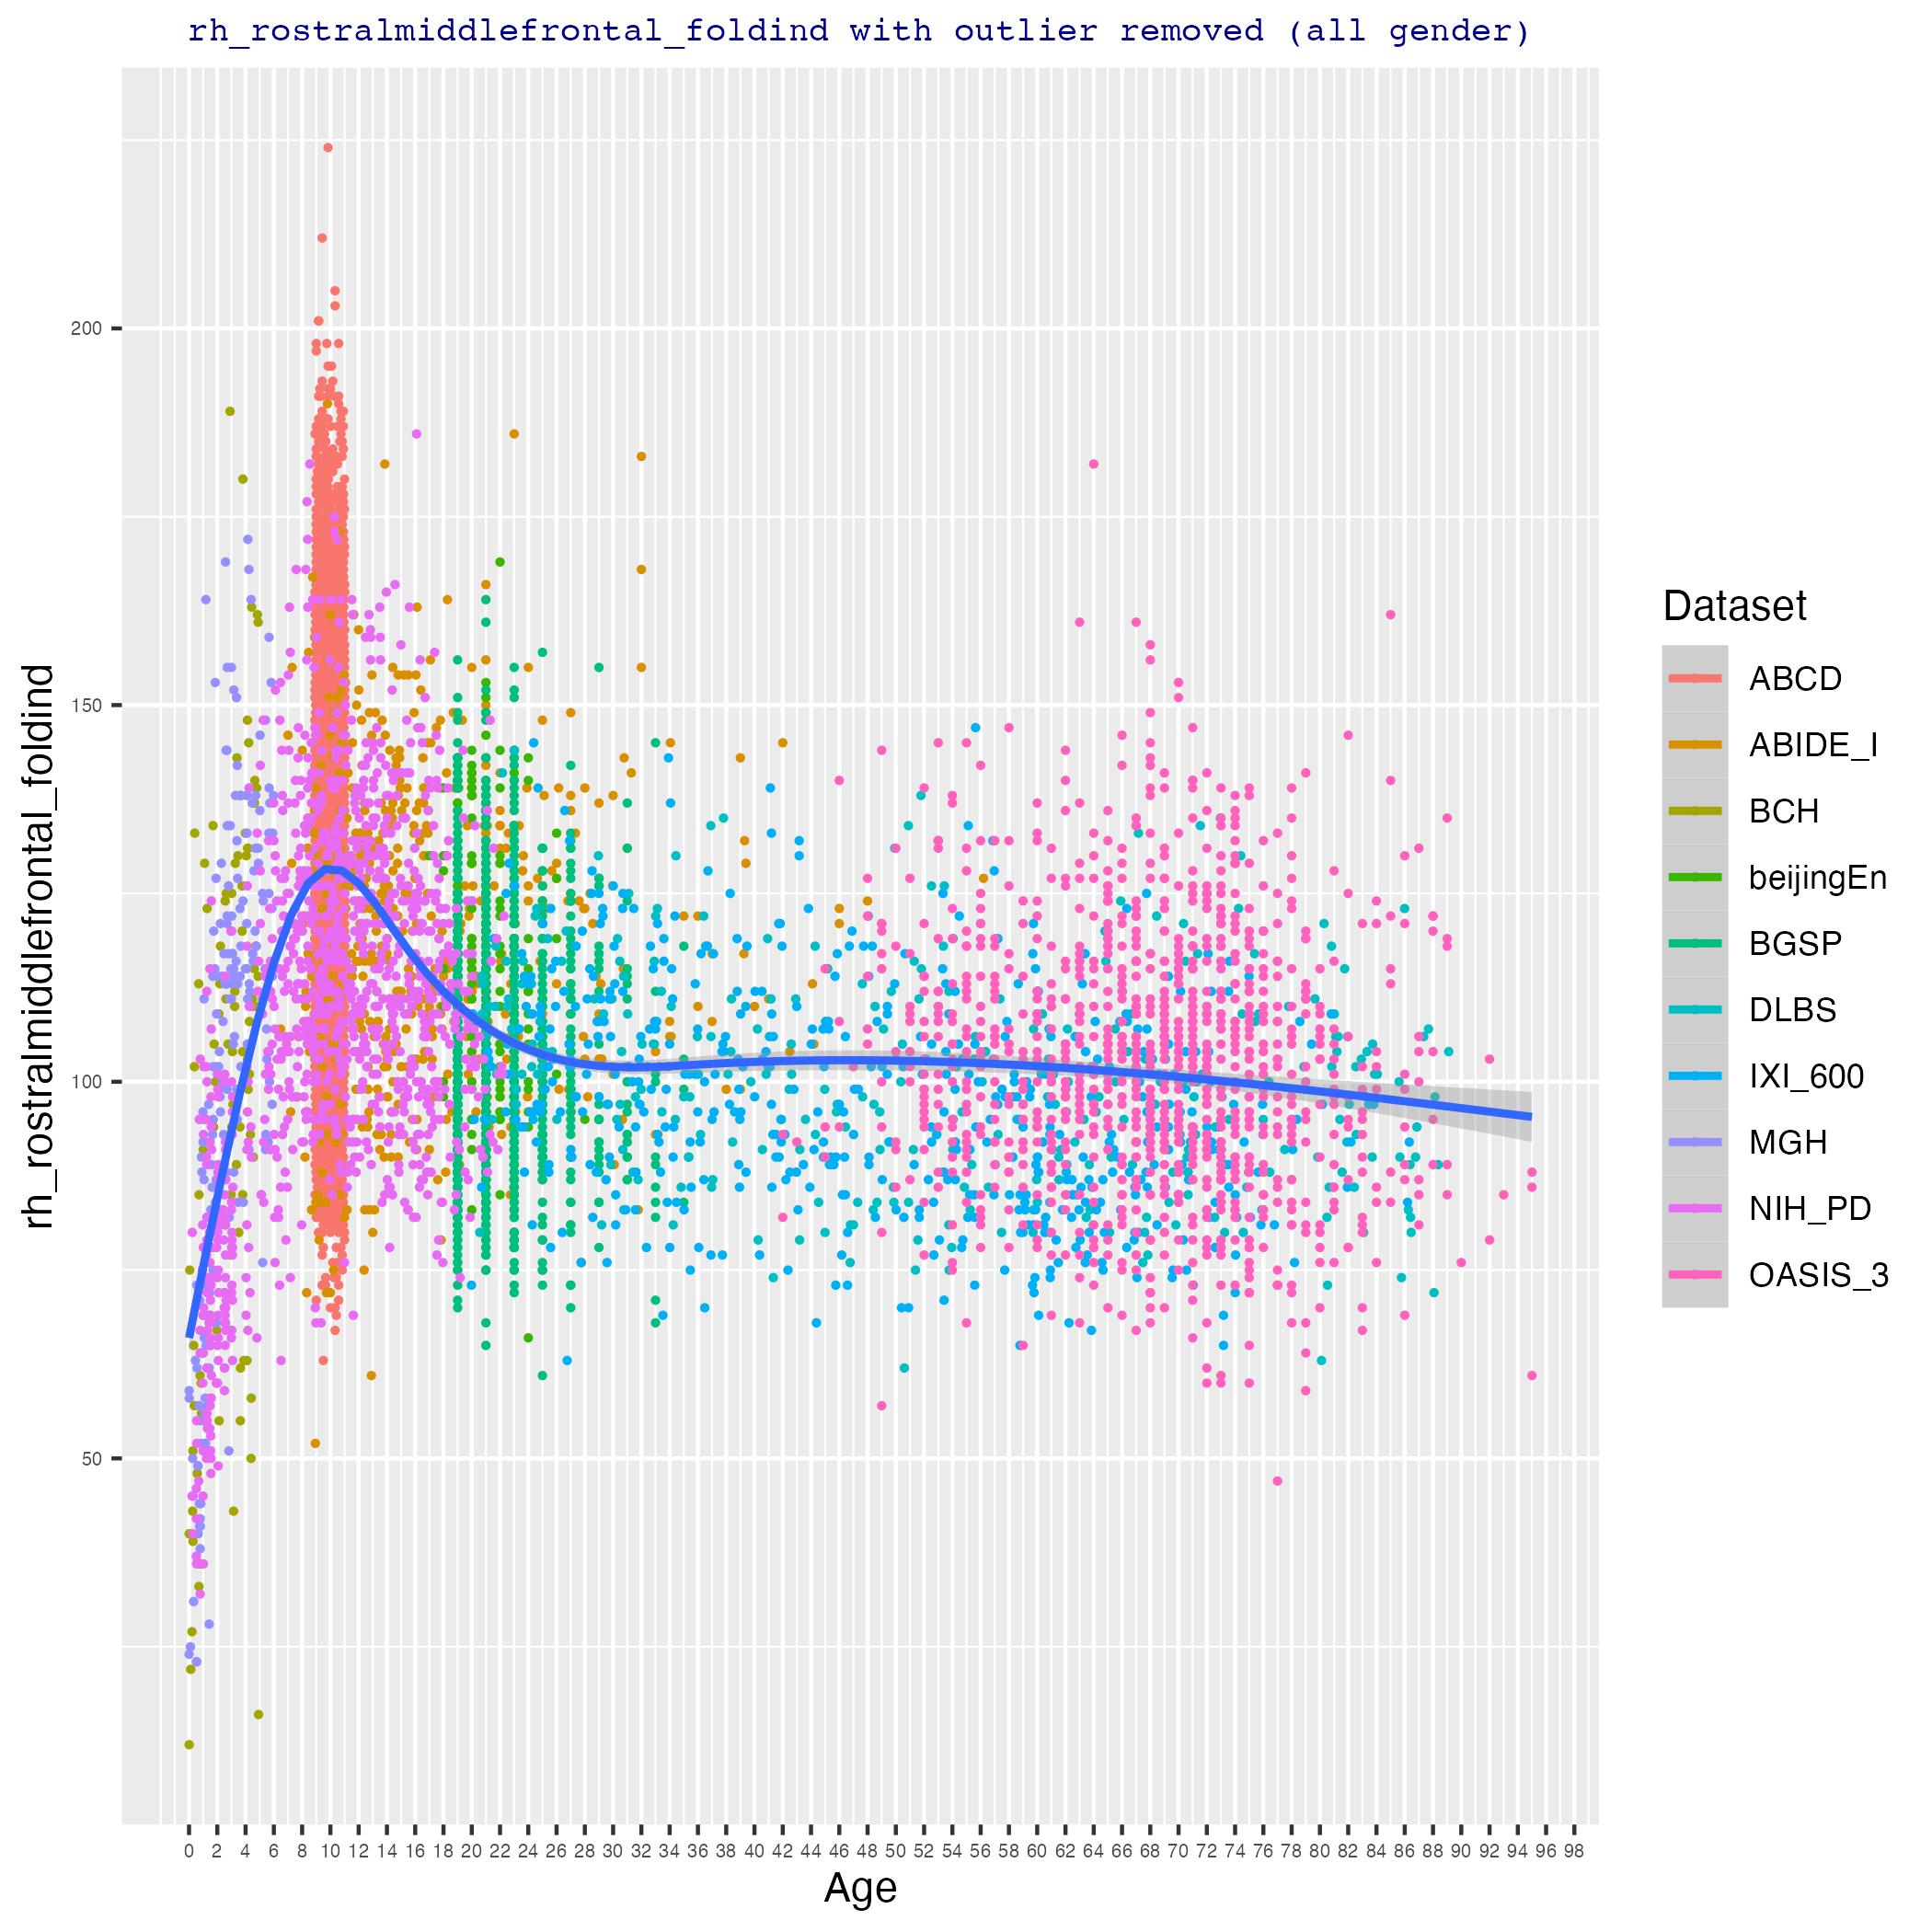 rh_rostralmiddlefrontal_foldind with outlier removed (all gender)
rh_rostralmiddlefrontal_foldind
200
150
100
50
0 2 4 6 8 10 12 14 16 18 20 22 24 26 28 30 32 34 36 38 40 42 44 46 48 50 52 54 56 58 60 62 64 66 68 70 72 74 76 78 80 82 84 86 88 90 92 94 96 98
Age
Dataset
ABCD
ABIDE_I
BCH
beijingEn
BGSP
DLBS
IXI_600
MGH
NIH_PD
OASIS_3